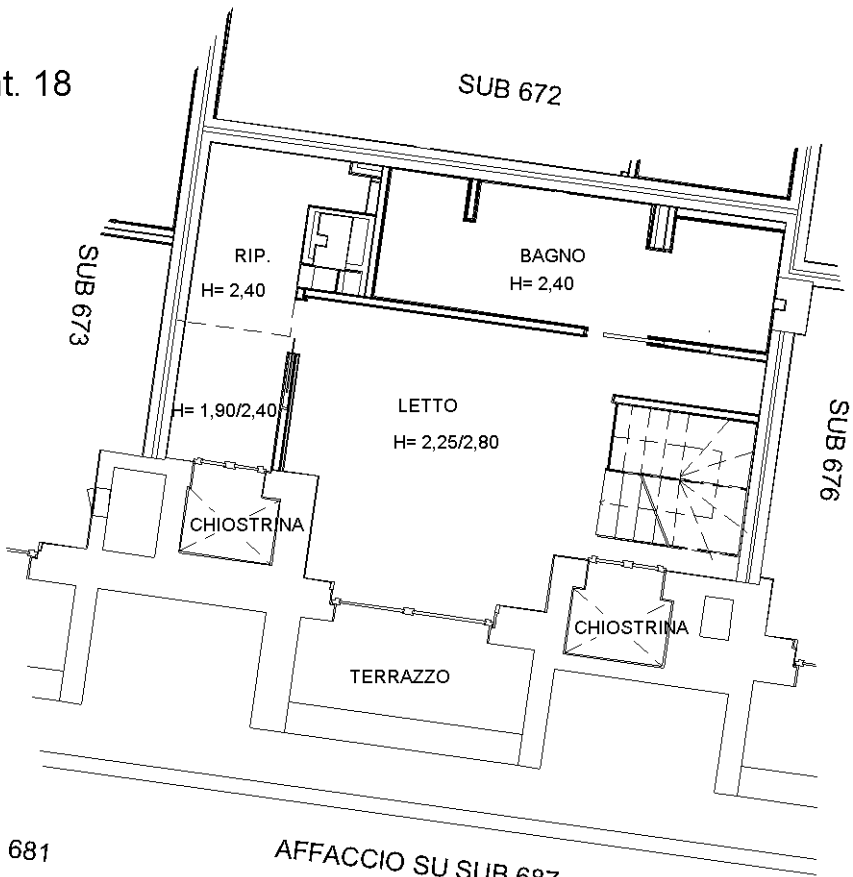 t. 18
SUB 672
SUB 673
RIP.
H= 2,40
BAGNO
H= 2,40
H= 1,90/2,40
LETTO
H= 2,25/2,80
SUB 676
CHIOSTRINA
CHIOSTRINA
TERRAZZO
681
AFFACCIO SU SUB 687